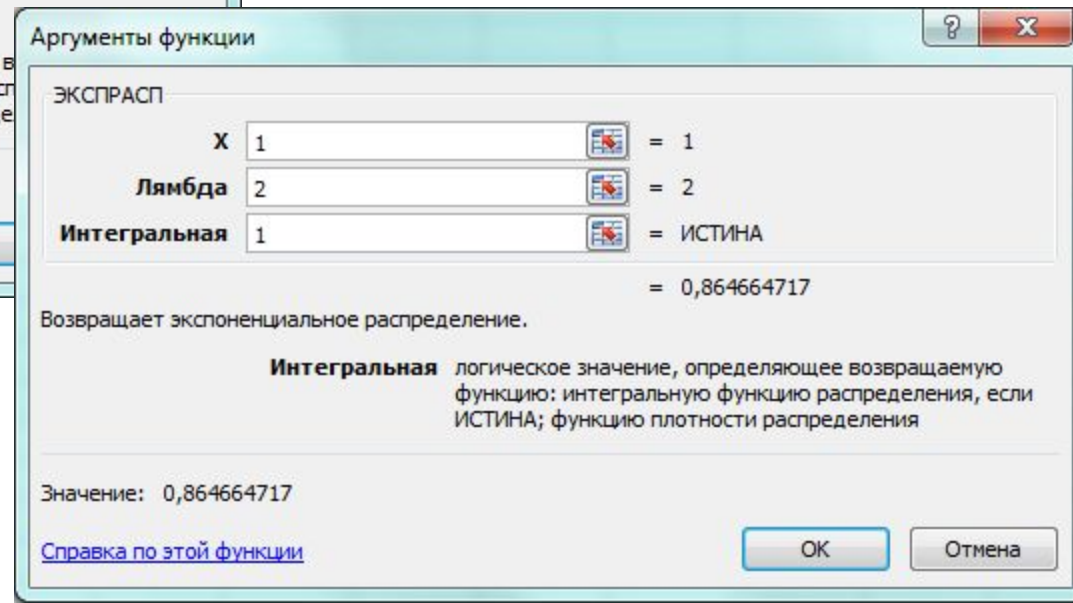 Аргументы функции
ЭКСПРАСП
X 1 = 1
Лямбда 2 = 2
Интегральная 1 = ИСТИНА
= 0,864664717
Возвращает экспоненциальное распределение.
Интегральная логическое значение, определяющее возвращаемую
функцию: интегральную функцию распределения, если
ИСТИНА; функцию плотности распределения
Значение: 0,864664717
Справка по этой функции
ОК
Отмена